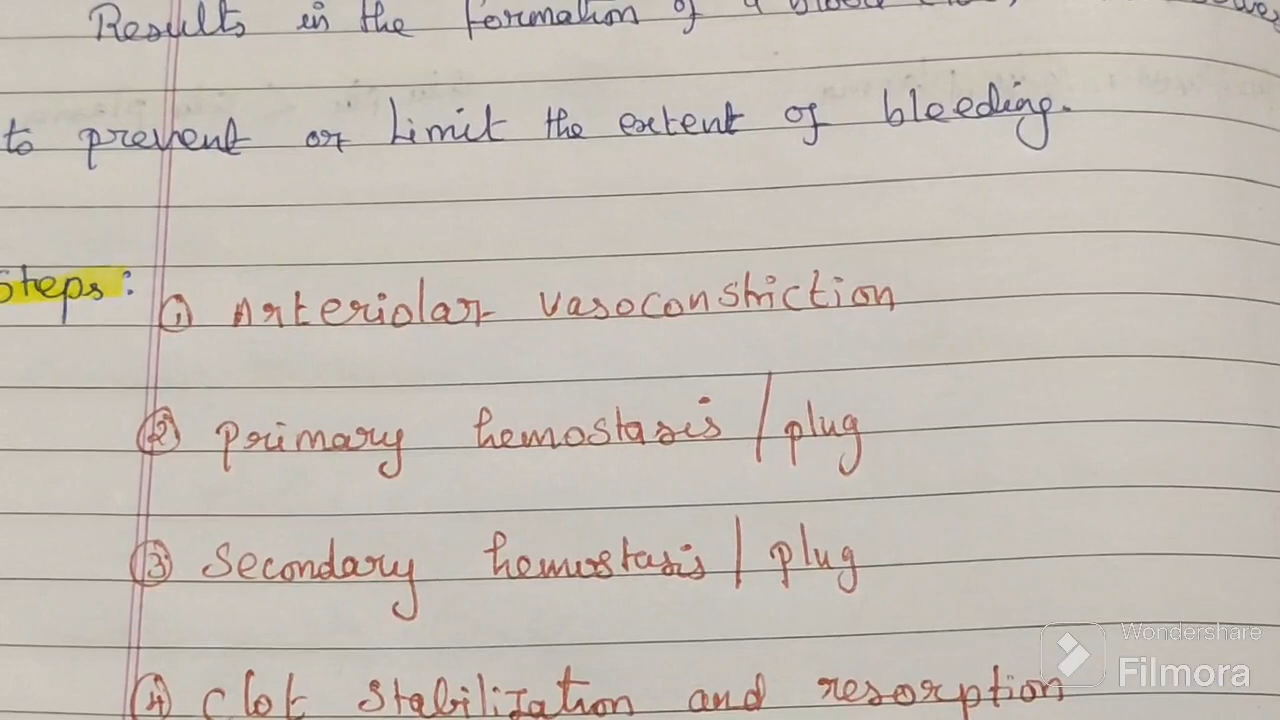 Results in the formation of a blood
to prevent or Limit the extent of bleeding.
Steps:
① Arteriolar vasoconstriction
② primary hemostasis / plug
③ Secondary hemostasis / plug
④ clot stabilization and resorption
Wondershare
Filmora